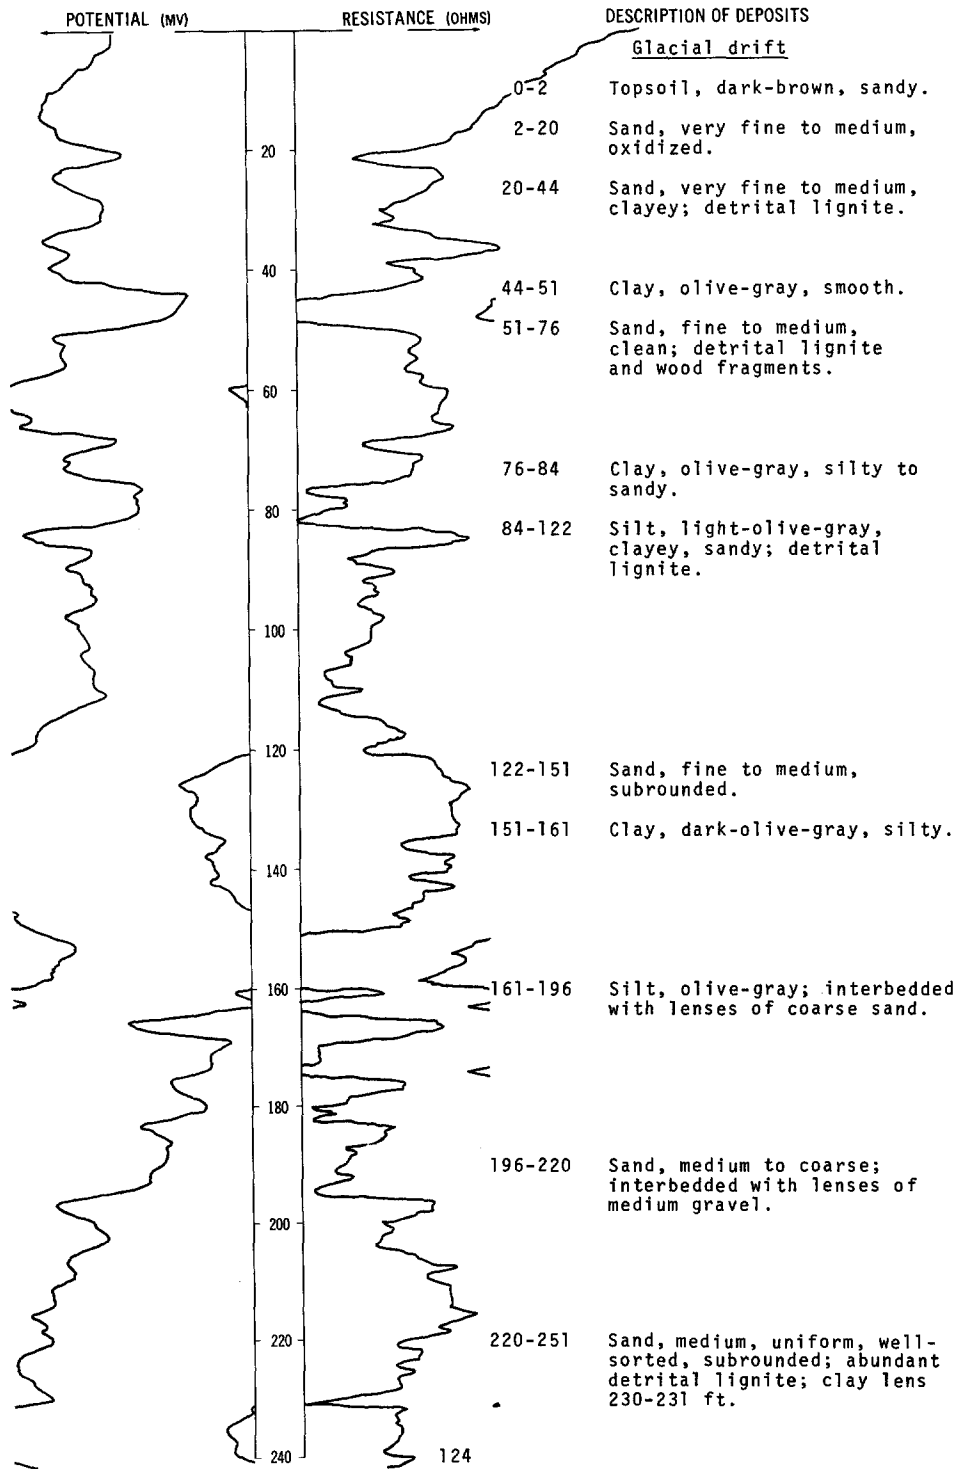 POTENTIAL (MV) RESISTANCE (OHMS) DESCRIPTION OF DEPOSITS
Glacial drift
0-2 Topsoil, dark-brown, sandy.
2-20 Sand, very fine to medium,
oxidized.
20
20-44 Sand, very fine to medium,
clayey; detrital lignite.
40
44-51 Clay, olive-gray, smooth.
51-76 Sand, fine to medium,
clean; detrital lignite
and wood fragments.
60
76-84 Clay, olive-gray, silty to
sandy.
80
84-122 Silt, light-olive-gray,
clayey, sandy; detrital
lignite.
100
120
122-151 Sand, fine to medium,
subrounded.
151-161 Clay, dark-olive-gray, silty.
140
160
161-196 Silt, olive-gray; interbedded
with lenses of coarse sand.
180
196-220 Sand, medium to coarse;
interbedded with lenses of
medium gravel.
200
220
220-251 Sand, medium, uniform, well-
sorted, subrounded; abundant
detrital lignite; clay lens
230-231 ft.
240
124